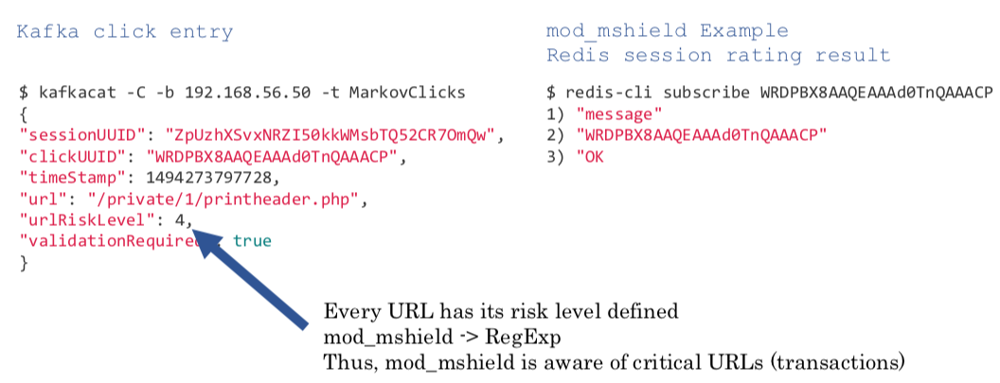 Kafka click entry
$ kafkacat -C -b 192.168.56.50 -t MarkovClicks
{
"sessionUUID": "ZpUzhXSvxNRZI50kkWMsbTQ52CR7OmQw",
"clickUUID": "WRDPBX8AAQEAAAd0TnQAAACP",
"timeStamp": 1494273797728,
"url": "/private/1/printheader.php",
"urlRiskLevel": 4,
"validationRequired true
}
mod_mshield Example
Redis session rating result
$ redis-cli subscribe WRDPBX8AAQEAAAd0TnQAAACP
1) "message"
2) "WRDPBX8AAQEAAAd0TnQAAACP"
3) "OK
Every URL has its risk level defined
mod_mshield -> RegExp
Thus, mod_mshield is aware of critical URLs (transactions)